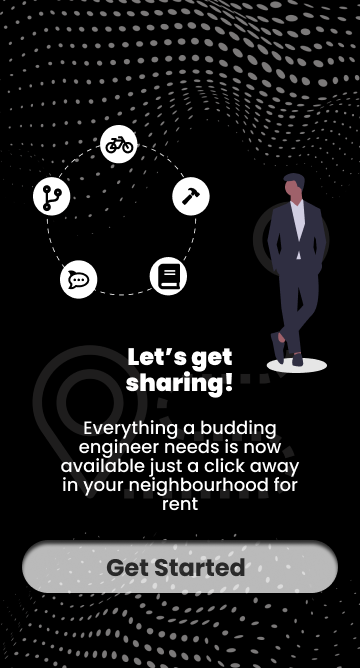 Let's get
sharing!
Everything a budding
engineer needs is now
available just a click away
in your neighbourhood for
rent
Get Started